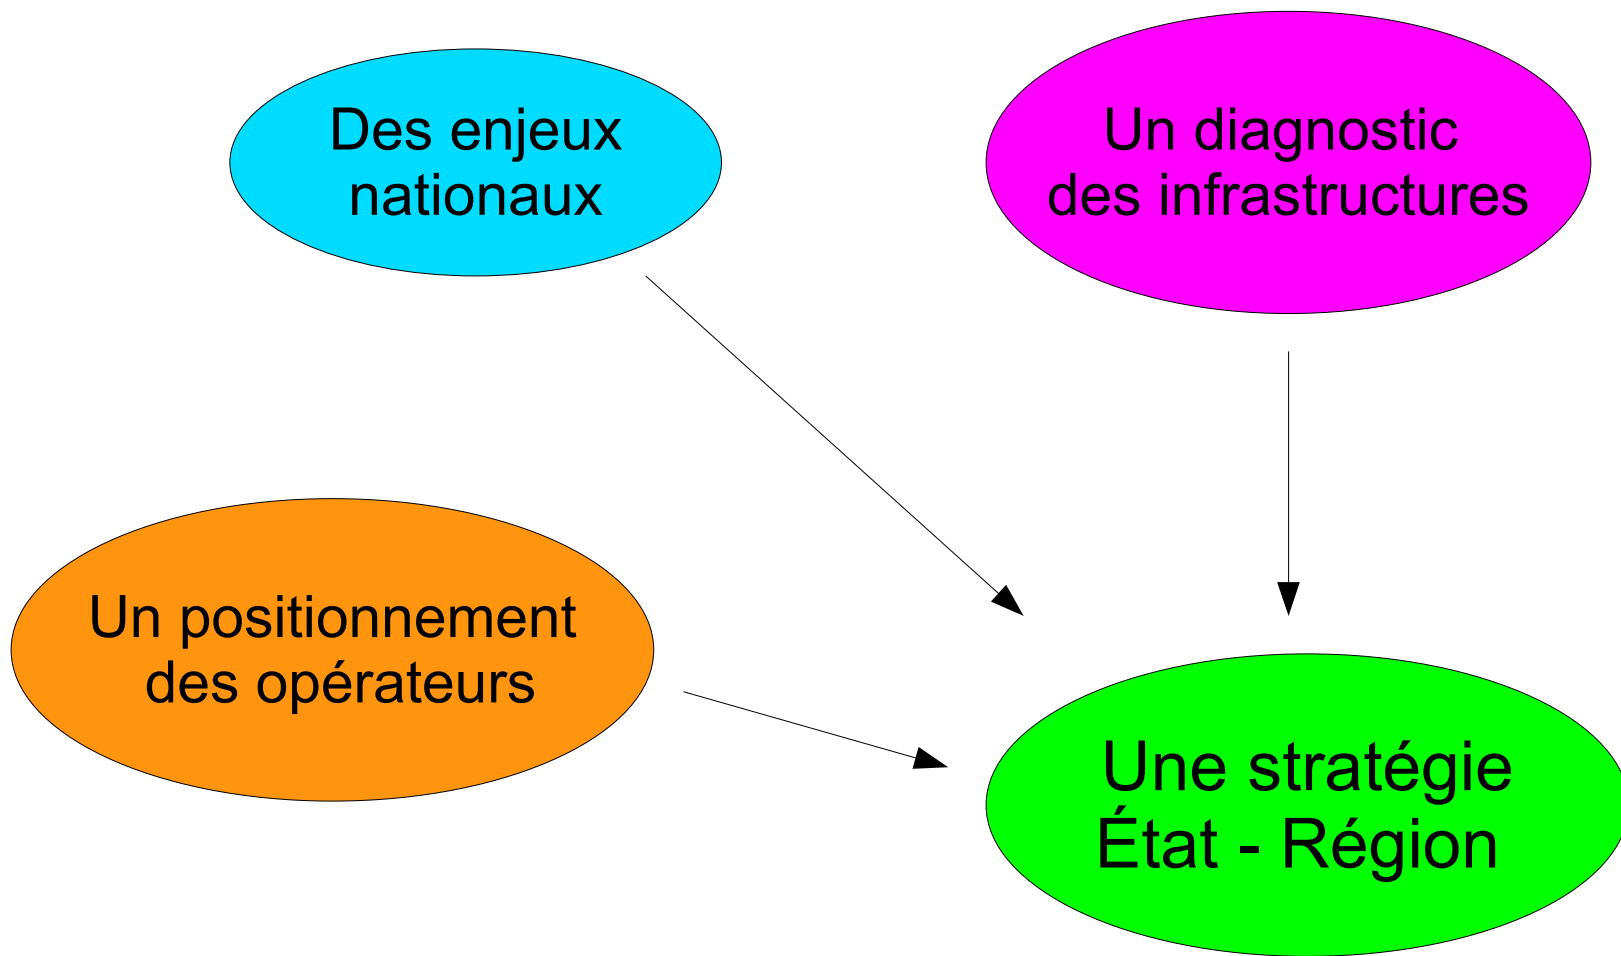 Des enjeux
nationaux
Un diagnostic
des infrastructures
Un positionnement
des opérateurs
Une stratégie
État - Région